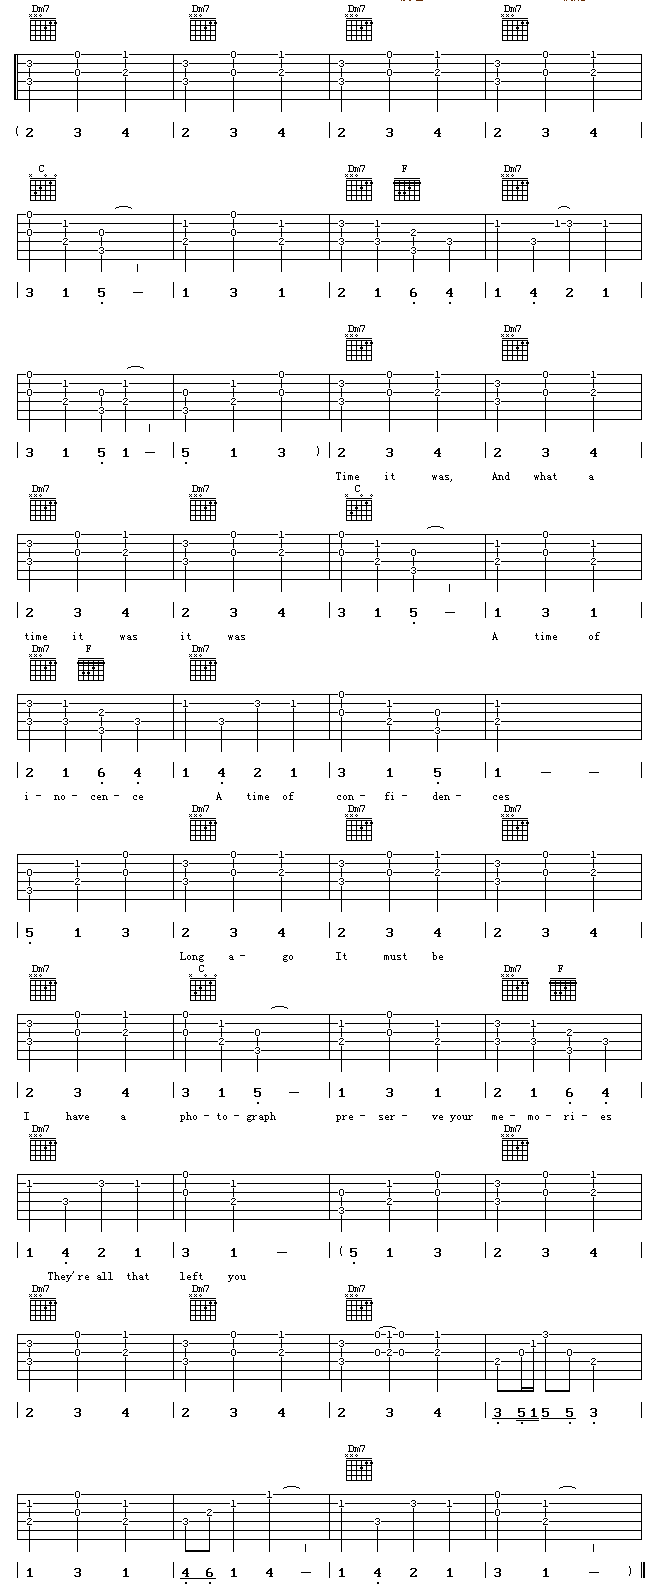 Dm7 Dm7 Dm7 Dm7
( 2 3 4 | 2 3 4 | 2 3 4 | 2 3 4 |
C Dm7 F Dm7
| 3 1 5 — | 1 3 1 | 2 1 6 4 | 1 4 2 1 |
Dm7 Dm7
| 3 1 5 1 — | 5 1 3 ) | 2 3 4 | 2 3 4 |
Time it was, And what a
Dm7 Dm7 C
| 2 3 4 | 2 3 4 | 3 1 5 — | 1 3 1 |
time it was it was A time of
Dm7 F Dm7
| 2 1 6 4 | 1 4 2 1 | 3 1 5 | 1 — — |
i- no- cen- ce A time of con- fi- den- ces
Dm7 Dm7 Dm7
| 5 1 3 | 2 3 4 | 2 3 4 | 2 3 4 |
Long a- go It must be
Dm7 C Dm7 F
| 2 3 4 | 3 1 5 — | 1 3 1 | 2 1 6 4 |
I have a pho-to-graph pre- ser- ve your me-mo-ri-es
Dm7 Dm7
| 1 4 2 1 | 3 1 — | ( 5 1 3 | 2 3 4 |
They're all that left you
Dm7 Dm7 Dm7
| 2 3 4 | 2 3 4 | 2 3 4 | 3 5 1 5 5 3 |
Dm7
| 1 3 1 | 4 6 1 4 — | 1 4 2 1 | 3 1 — ) ‖